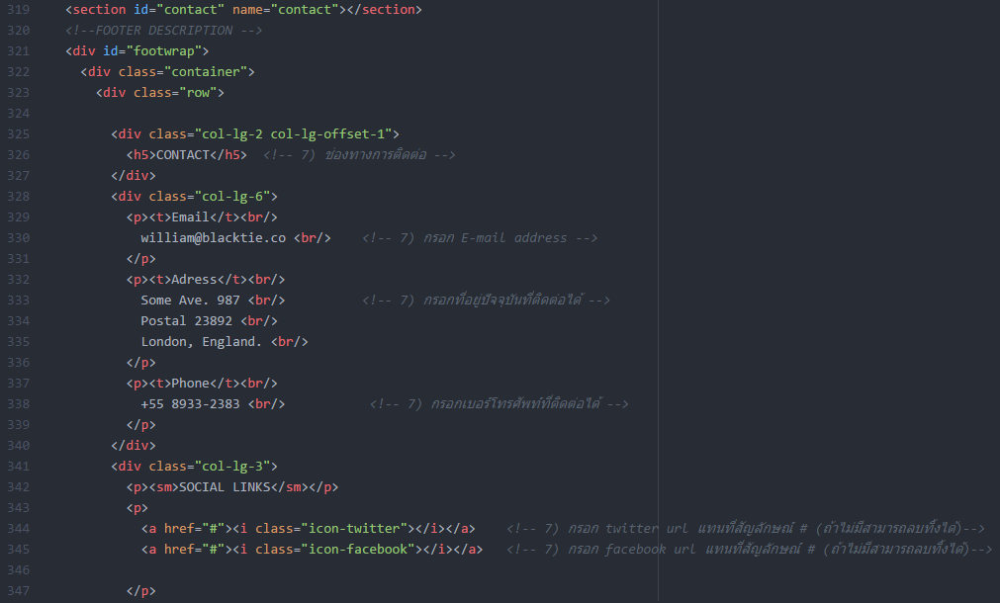 319 <section id="contact" name="contact"></section>
320 <!--FOOTER DESCRIPTION -->
321 <div id="footwrap">
322 <div class="container">
323 <div class="row">
324
325 <div class="col-lg-2 col-lg-offset-1">
326 <h5>CONTACT</h5> <!-- 7) ช่องทางการติดต่อ -->
327 </div>
328 <div class="col-lg-6">
329 <p><t>Email</t><br/>
330 william@blacktie.co <br/> <!-- 7) กรอก E-mail address -->
331 </p>
332 <p><t>Adress</t><br/>
333 Some Ave. 987 <br/> <!-- 7) กรอกที่อยู่ปัจจุบันที่ติดต่อได้ -->
334 Postal 23892 <br/>
335 London, England. <br/>
336 </p>
337 <p><t>Phone</t><br/>
338 +55 8933-2383 <br/> <!-- 7) กรอกเบอร์โทรศัพท์ที่ติดต่อได้ -->
339 </p>
340 </div>
341 <div class="col-lg-3">
342 <p><sm>SOCIAL LINKS</sm></p>
343 <p>
344 <a href="#"><i class="icon-twitter"></i></a> <!-- 7) กรอก twitter url แทนที่สัญลักษณ์ # (ถ้าไม่มีสามารถลบทิ้งได้)-->
345 <a href="#"><i class="icon-facebook"></i></a> <!-- 7) กรอก facebook url แทนที่สัญลักษณ์ # (ถ้าไม่มีสามารถลบทิ้งได้)-->
346
347 </p>